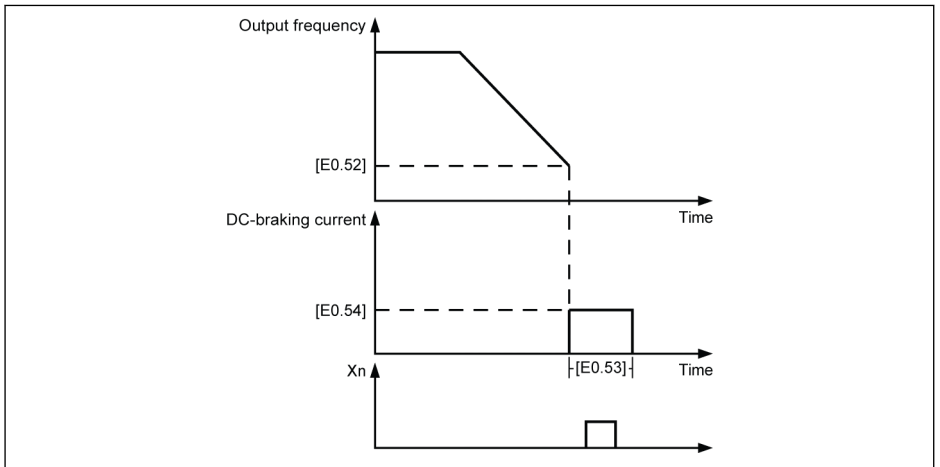 Output frequency
[E0.52]
Time
DC-braking current
[E0.54]
[E0.53]
Time
Xn